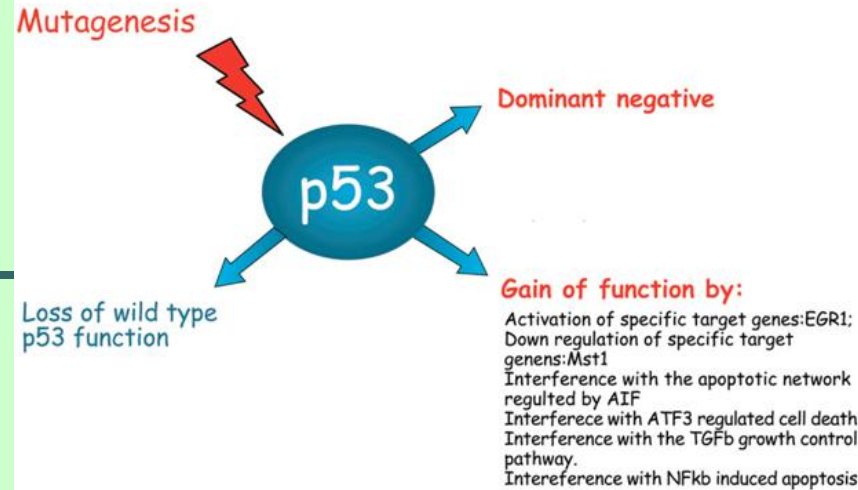 Mutagenesis
Dominant negative
p53
Loss of wild type
p53 function
Gain of function by:
Activation of specific target genes:EGR1;
Down regulation of specific target
genens:Mst1
Interference with the apoptotic network
regulted by AIF
Interferece with ATF3 regulated cell death
Interference with the TGFb growth control
pathway.
Intereference with NFkb induced apoptosis